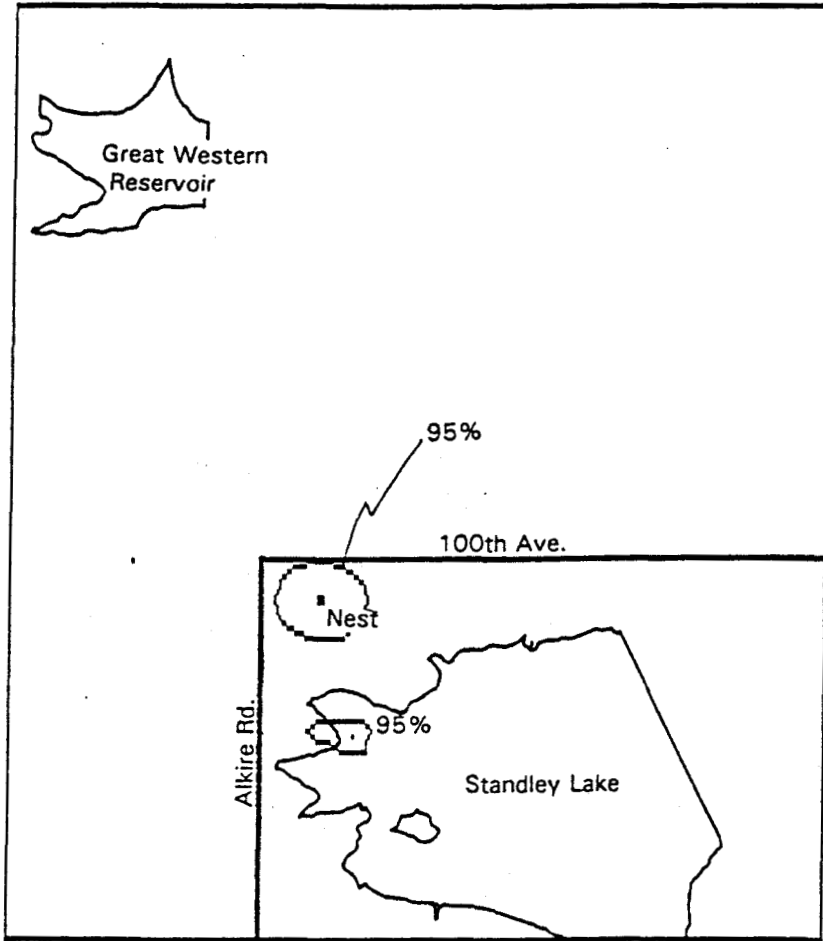 Great Western
Reservoir
95%
100th Ave.
Nest
Alkire Rd.
95%
Standley Lake